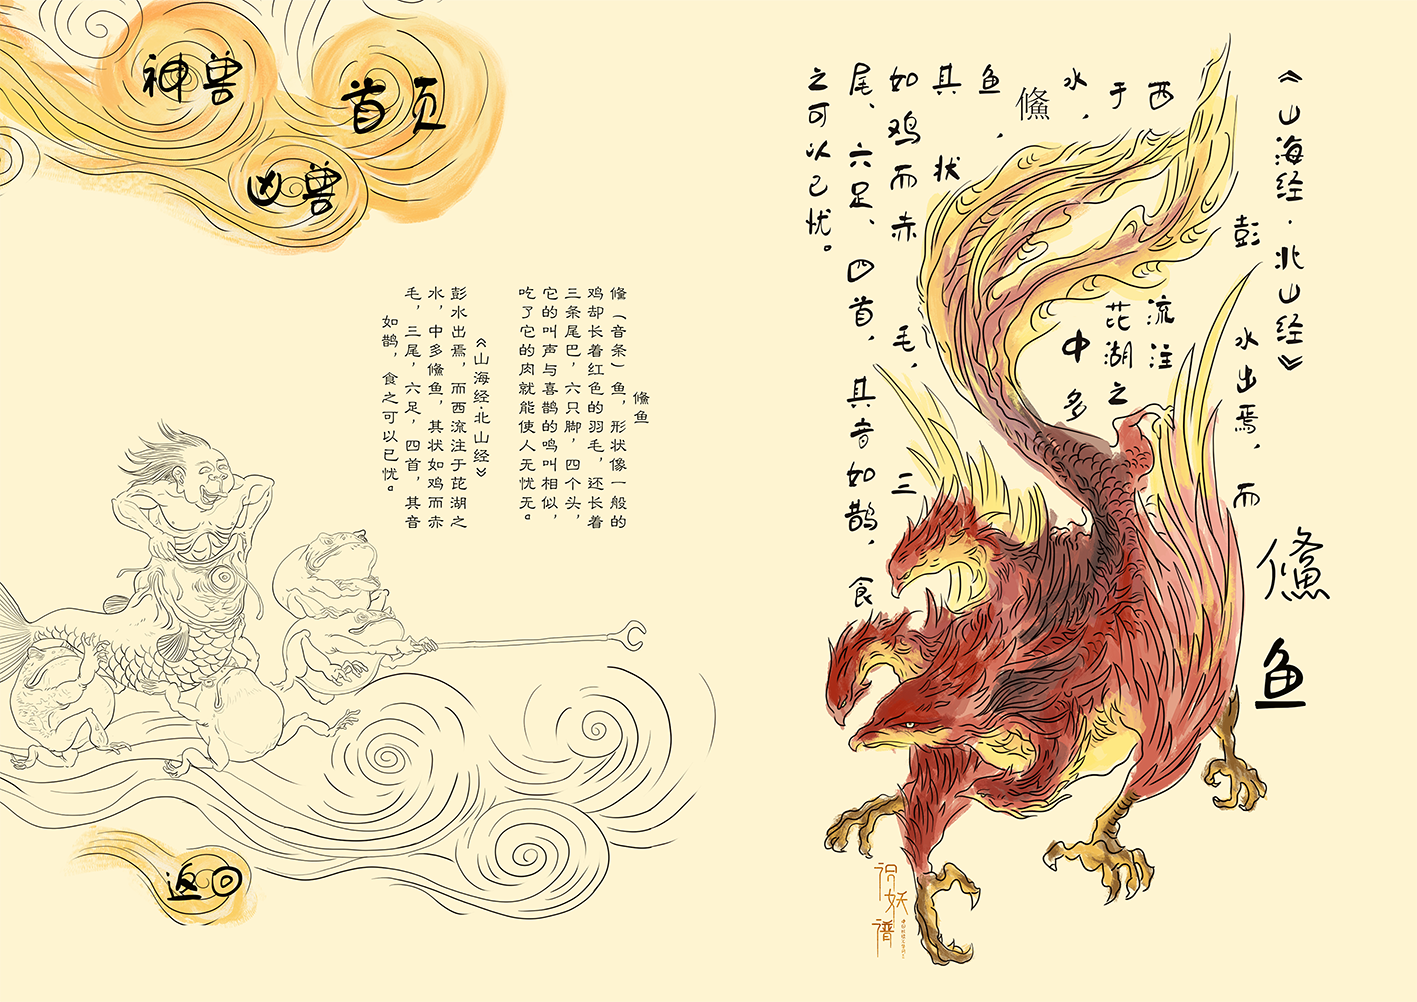 神兽
首页
凶兽
鯈鱼
鯈（音条）鱼，形状像一般的
鸡却长着红色的羽毛，还长着
三条尾巴，六只脚，四个头，
它的叫声与喜鹊的鸣叫相似，
吃了它的肉就能使人无忧无。
《山海经·北山经》
彭水出焉，而西流注于芘湖之
水，中多鯈鱼，其状如鸡而赤
毛，三尾，六足，四首，其音
如鹊，食之可以已忧。
返回
《山海经·北山经》
彭水出焉，而
西流注
于芘湖之
水，中多
鯈
鱼，
其状
如鸡而赤毛，三
尾、六足、四首，其音如鹊，食
之可以已忧。
鯈鱼
识妖谱